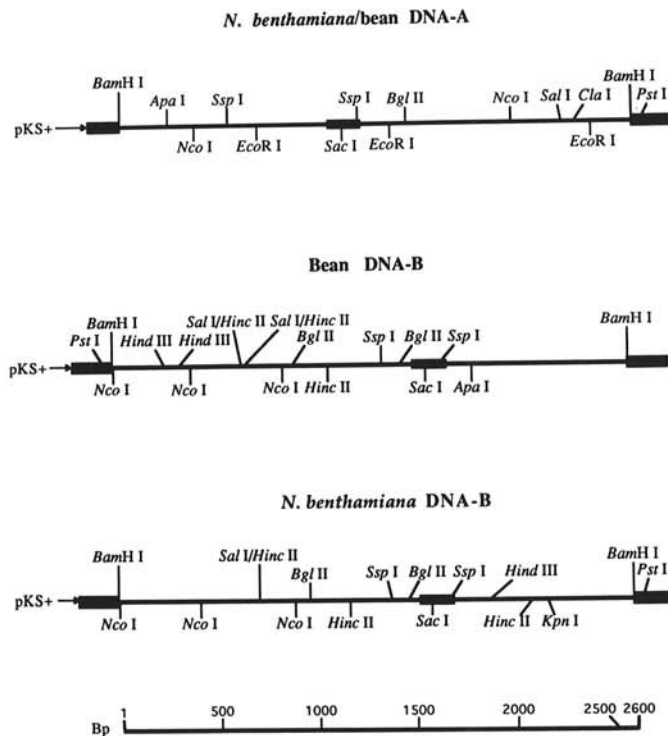 N. benthamiana/bean DNA-A
BamH I
BamH I
Apa I
Ssp I
Ssp I
Bgl II
Nco I
Sal I
Cla I
Pst I
pKS+
Nco I
EcoR I
Sac I
EcoR I
EcoR I
Bean DNA-B
BamH I
Sal I/Hinc II
Sal I/Hinc II
BamH I
Pst I
Hind III
Hind III
Bgl II
Ssp I
Bgl II
Ssp I
pKS+
Nco I
Nco I
Nco I
Hinc II
Sac I
Apa I
N. benthamiana DNA-B
BamH I
Sal I/Hinc II
BamH I
Bgl II
Ssp I
Bgl II
Ssp I
Hind III
Pst I
pKS+
Nco I
Nco I
Nco I
Hinc II
Sac I
Hinc II
Kpn I
1 500 1000 1500 2000 2500 2600
Bp